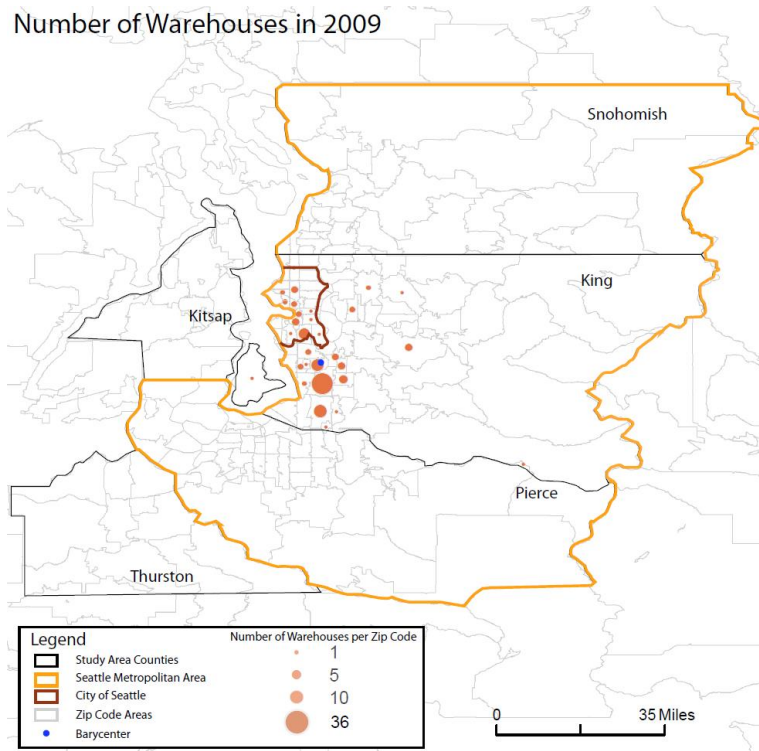 Number of Warehouses in 2009
Snohomish
King
Kitsap
Pierce
Thurston
Legend
Study Area Counties
Seattle Metropolitan Area
City of Seattle
Zip Code Areas
Barycenter
Number of Warehouses per Zip Code
1
5
10
36
0
35 Miles